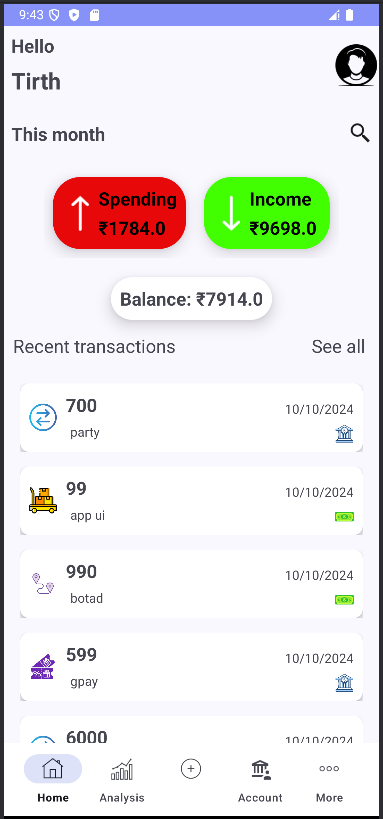 9:43
Hello
Tirth
This month
Spending
₹1784.0
Income
₹9698.0
Balance: ₹7914.0
Recent transactions See all
700
10/10/2024
party
99
10/10/2024
app ui
990
10/10/2024
botad
599
10/10/2024
gpay
6000
10/10/2024
Home Analysis Account More